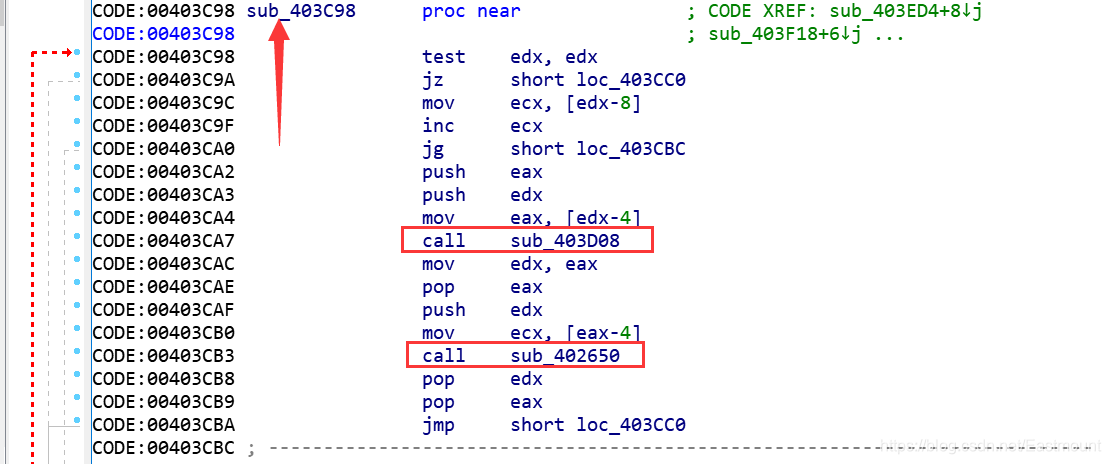 CODE:00403C98 sub_403C98 proc near ; CODE XREF: sub_403ED4+8↓j
CODE:00403C98 ; sub_403F18+6↓j ...
CODE:00403C98 test edx, edx
CODE:00403C9A jz short loc_403CC0
CODE:00403C9C mov ecx, [edx-8]
CODE:00403C9F inc ecx
CODE:00403CA0 jg short loc_403CBC
CODE:00403CA2 push eax
CODE:00403CA3 push edx
CODE:00403CA4 mov eax, [edx-4]
CODE:00403CA7 call sub_403D08
CODE:00403CAC mov edx, eax
CODE:00403CAE pop eax
CODE:00403CAF push edx
CODE:00403CB0 mov ecx, [eax-4]
CODE:00403CB3 call sub_402650
CODE:00403CB8 pop edx
CODE:00403CB9 pop eax
CODE:00403CBA jmp short loc_403CC0
CODE:00403CBC ; ---------------------------------------------------------------------------
https://blog.csdn.net/Eastmount